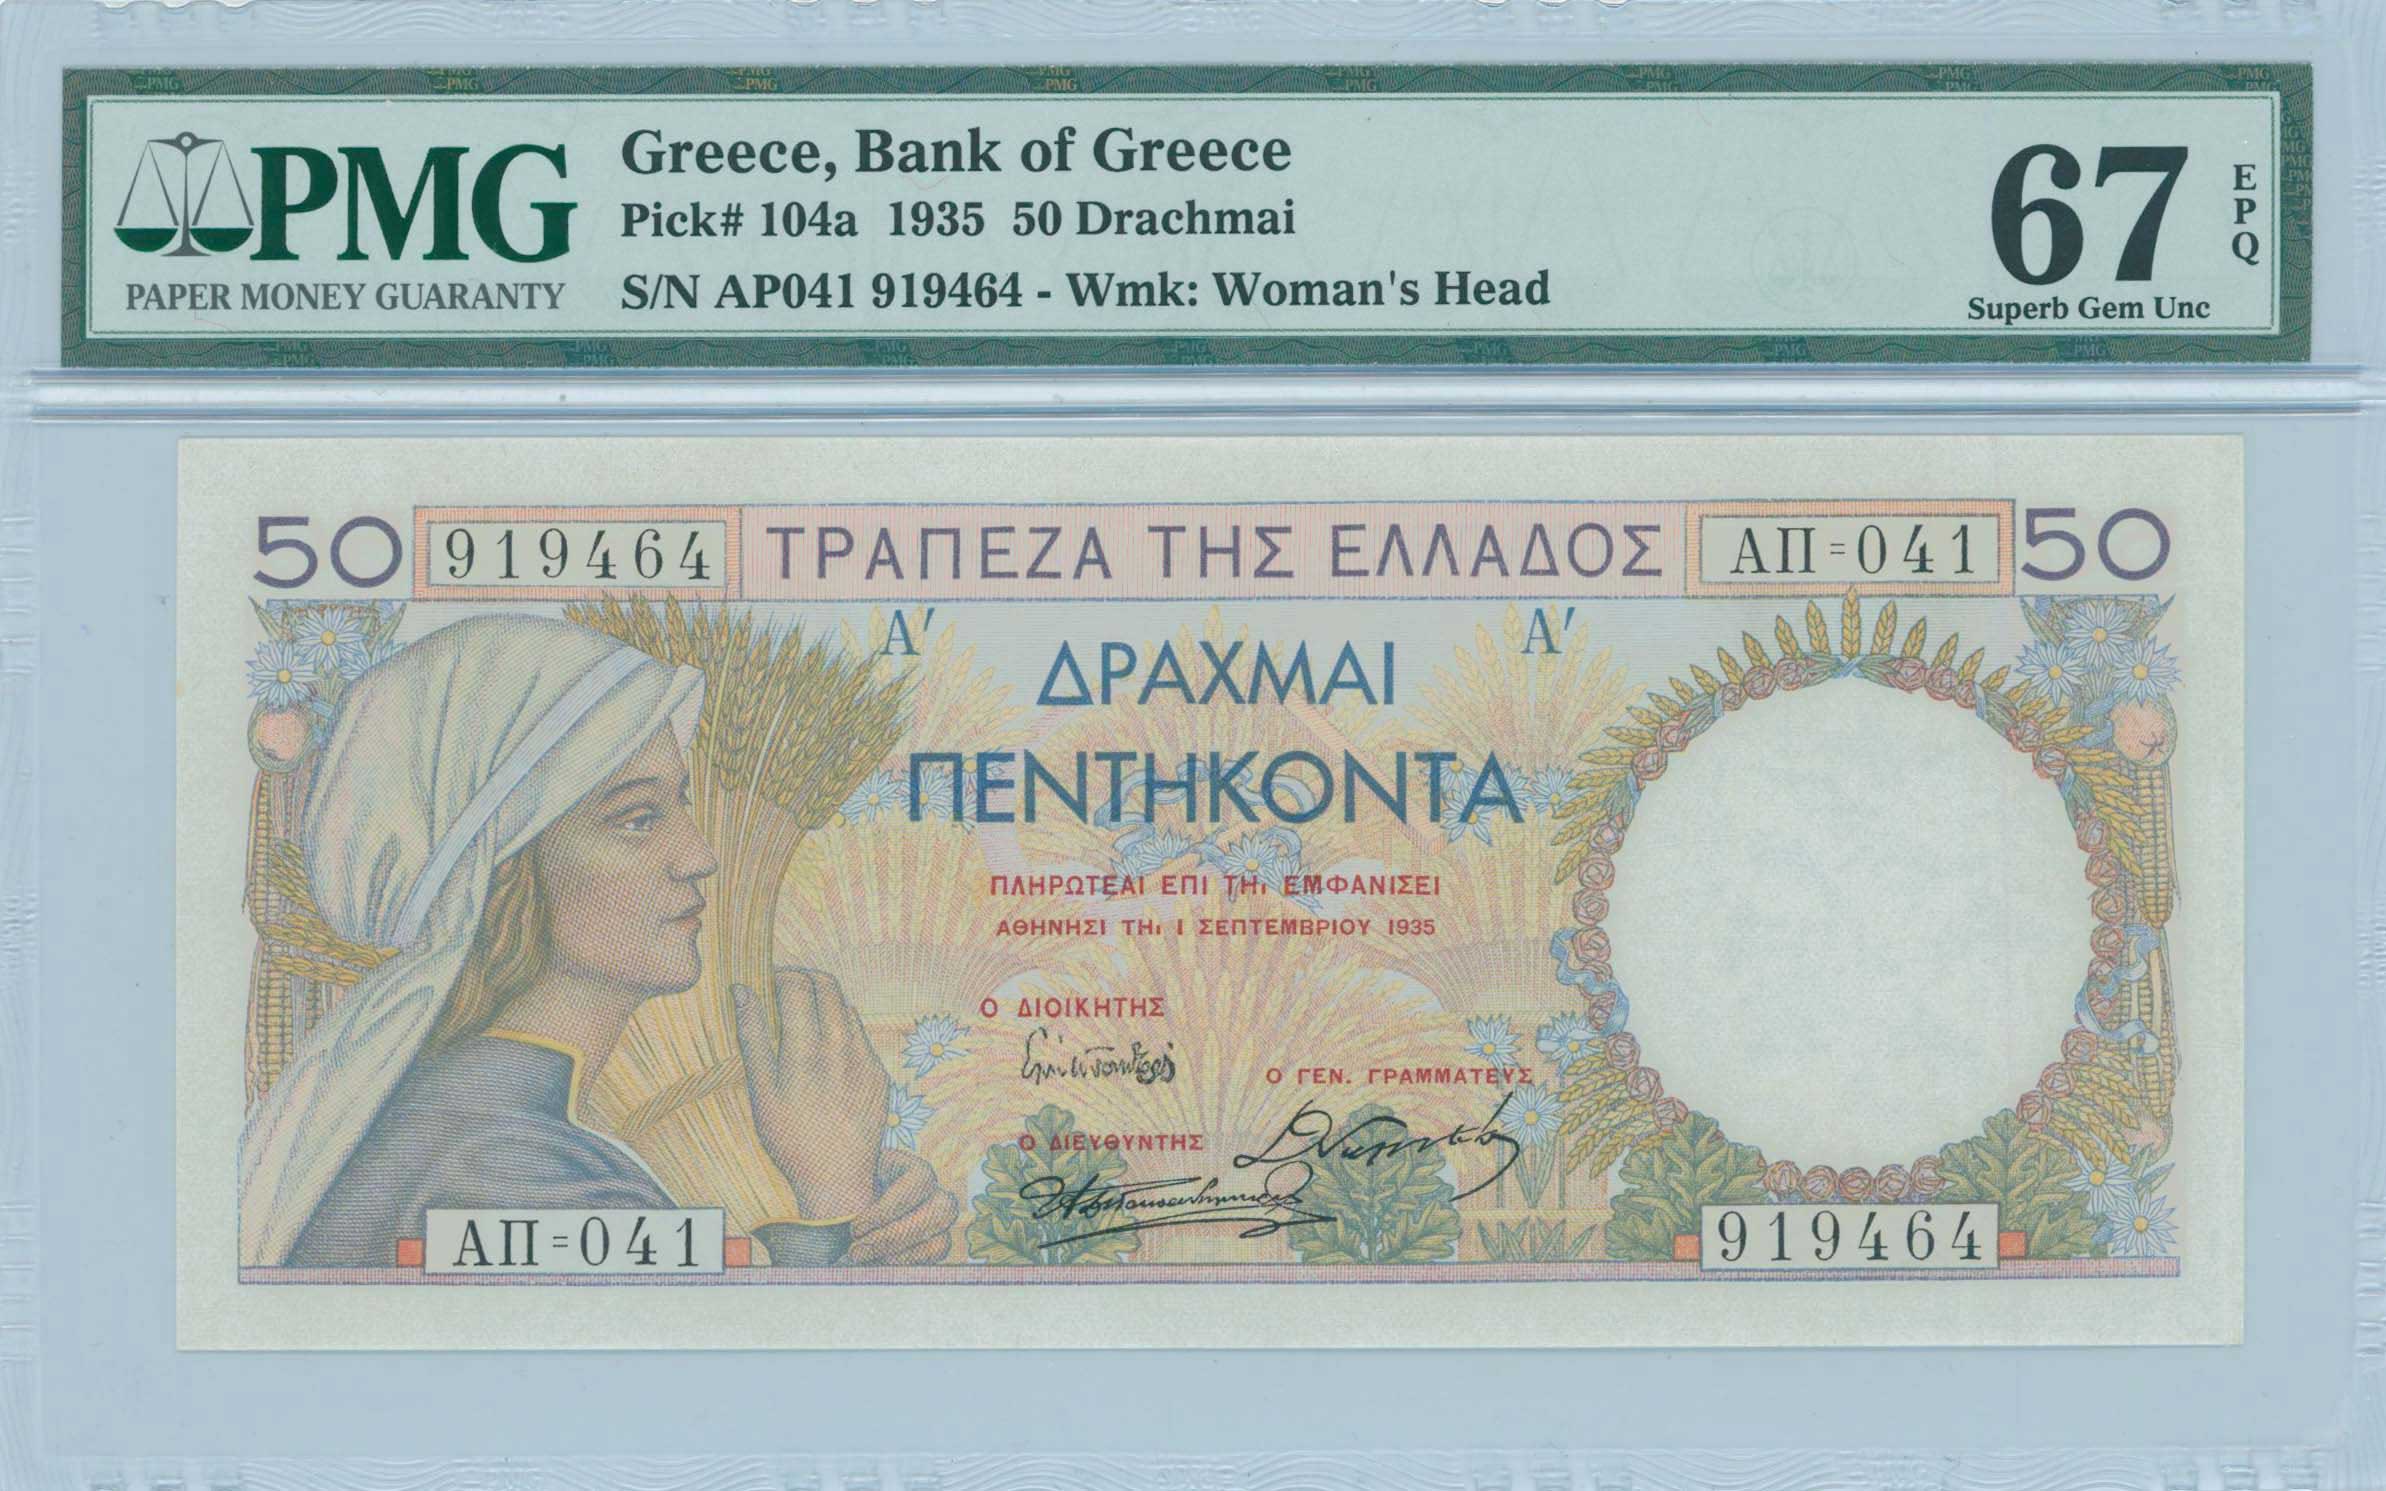 PMG
PAPER MONEY GUARANTY
Greece, Bank of Greece
Pick# 104a 1935 50 Drachmai
S/N AP041 919464 - Wmk: Woman's Head
67
EPQ
Superb Gem Unc
50 919464 ΤΡΑΠΕΖΑ ΤΗΣ ΕΛΛΑΔΟΣ ΑΠ=041 50
Α′ Α′
ΔΡΑΧΜΑΙ
ΠΕΝΤΗΚΟΝΤΑ
ΠΛΗΡΩΤΕΑΙ ΕΠΙ ΤΗι ΕΜΦΑΝΙΣΕΙ
ΑΘΗΝΗΣΙ ΤΗι 1 ΣΕΠΤΕΜΒΡΙΟΥ 1935
Ο ΔΙΟΙΚΗΤΗΣ
Ο ΓΕΝ. ΓΡΑΜΜΑΤΕΥΣ
Ο ΔΙΕΥΘΥΝΤΗΣ
ΑΠ=041 919464